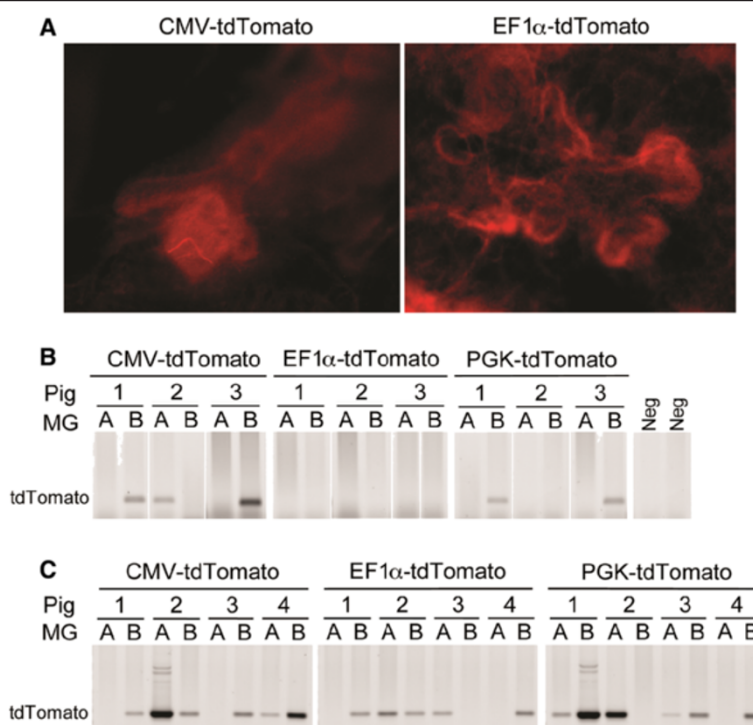 A CMV-tdTomato EF1α-tdTomato
B CMV-tdTomato EF1α-tdTomato PGK-tdTomato
Pig 1 2 3 1 2 3 1 2 3 Neg Neg
MG A B A B A B A B A B A B A B A B A B
tdTomato
C CMV-tdTomato EF1α-tdTomato PGK-tdTomato
Pig 1 2 3 4 1 2 3 4 1 2 3 4
MG A B A B A B A B A B A B A B A B A B A B A B A B
tdTomato